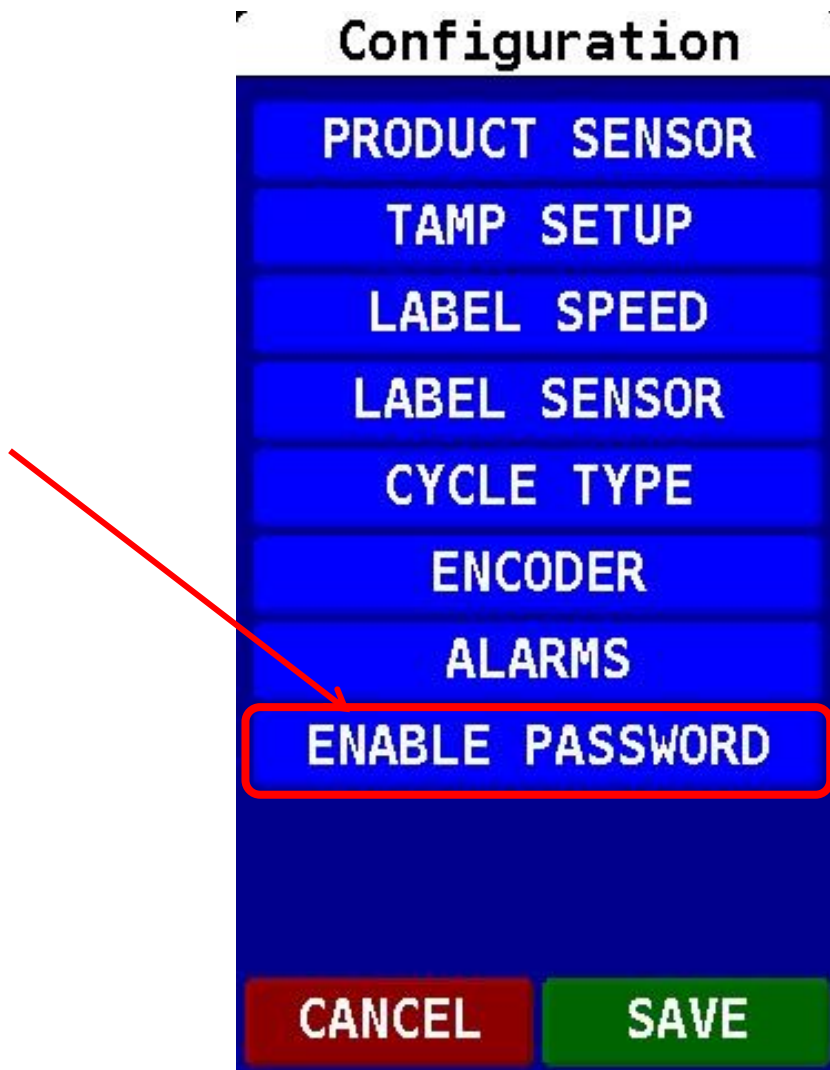 Configuration
PRODUCT SENSOR
TAMP SETUP
LABEL SPEED
LABEL SENSOR
CYCLE TYPE
ENCODER
ALARMS
ENABLE PASSWORD
CANCEL SAVE